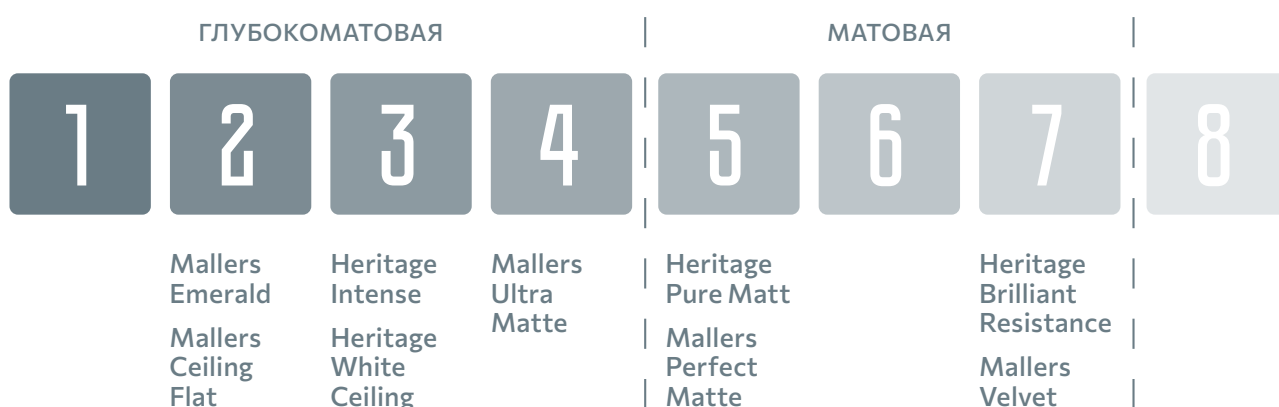 ГЛУБОКОМАТОВАЯ
МАТОВАЯ
1 2 3 4 5 6 7 8
Mallers
Emerald
Mallers
Ceiling
Flat
Heritage
Intense
Heritage
White
Ceiling
Mallers
Ultra
Matte
Heritage
Pure Matt
Mallers
Perfect
Matte
Heritage
Brilliant
Resistance
Mallers
Velvet